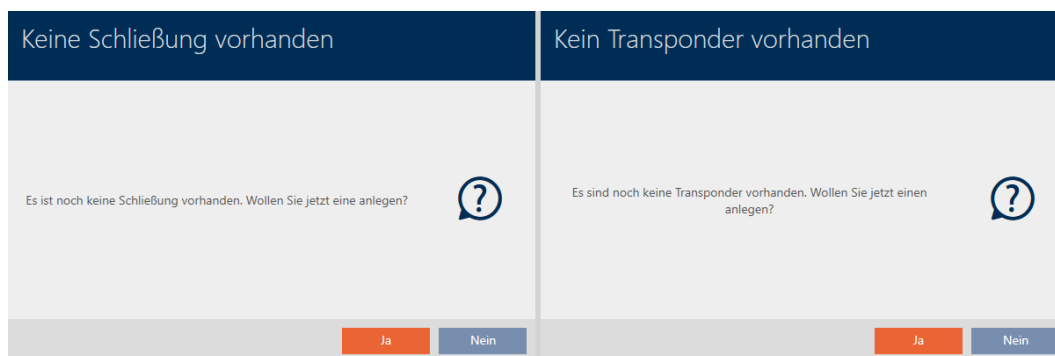 Keine Schließung vorhanden
Es ist noch keine Schließung vorhanden. Wollen Sie jetzt eine anlegen?
?
Ja
Nein
Kein Transponder vorhanden
Es sind noch keine Transponder vorhanden. Wollen Sie jetzt einen
anlegen?
?
Ja
Nein